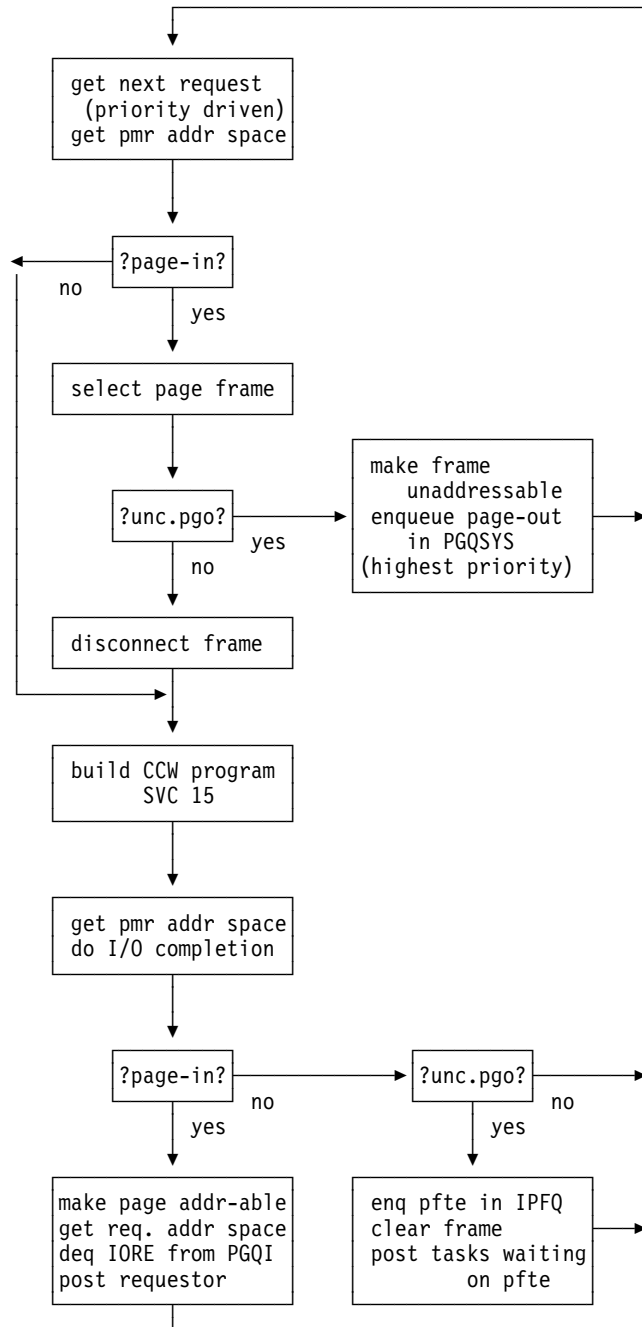 get next request
(priority driven)
get pmr addr space
?page-in?
no
yes
select page frame
?unc.pgo?
yes
no
make frame
unaddressable
enqueue page-out
in PGQSYS
(highest priority)
disconnect frame
build CCW program
SVC 15
get pmr addr space
do I/O completion
?page-in?
no
yes
?unc.pgo?
no
yes
make page addr-able
get req. addr space
deq IORE from PGQI
post requestor
enq pfte in IPFQ
clear frame
post tasks waiting
on pfte